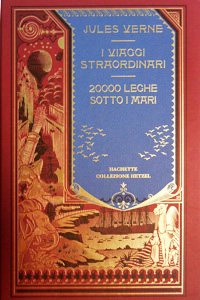 JULES VERNE
I VIAGGI
STRAORDINARI
20000 LEGHE
SOTTO I MARI
HACHETTE
COLLEZIONE HETZEL